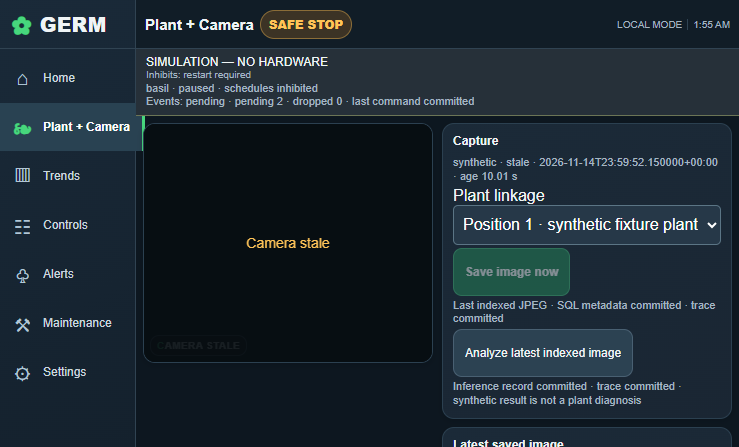 GERM
Plant + Camera
SAFE STOP
LOCAL MODE
1:55 AM
Home
Plant + Camera
Trends
Controls
Alerts
Maintenance
Settings
SIMULATION — NO HARDWARE
Inhibits: restart required
basil · paused · schedules inhibited
Events: pending · pending 2 · dropped 0 · last command committed
Camera stale
CAMERA STALE
Capture
synthetic · stale · 2026-11-14T23:59:52.150000+00:00
· age 10.01 s
Plant linkage
Position 1 · synthetic fixture plant
Save image now
Last indexed JPEG · SQL metadata committed · trace
committed
Analyze latest indexed image
Inference record committed · trace committed ·
synthetic result is not a plant diagnosis
Latest saved image